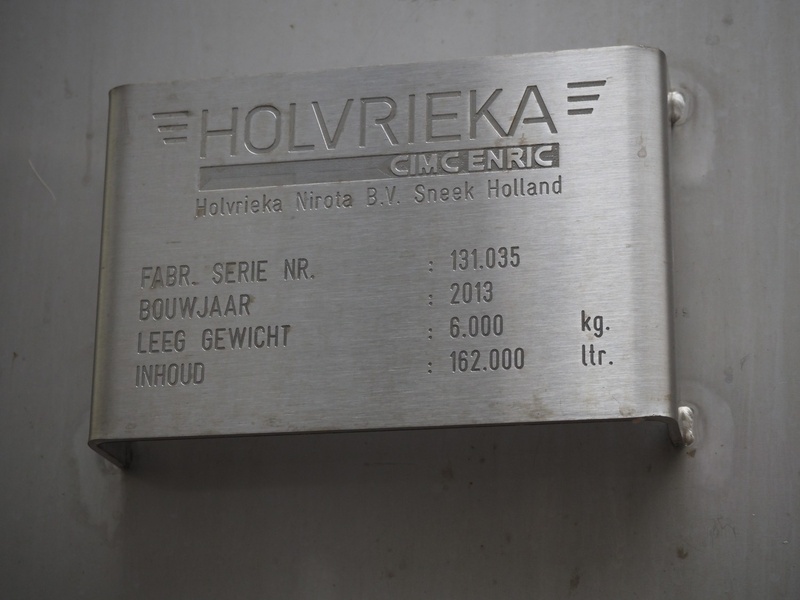 HOLVRIEKA
CIMC ENRIC
Holvrieka Nirota B.V. Sneek Holland
FABR. SERIE NR. : 131.035
BOUWJAAR : 2013
LEEG GEWICHT : 6.000 kg.
INHOUD : 162.000 ltr.